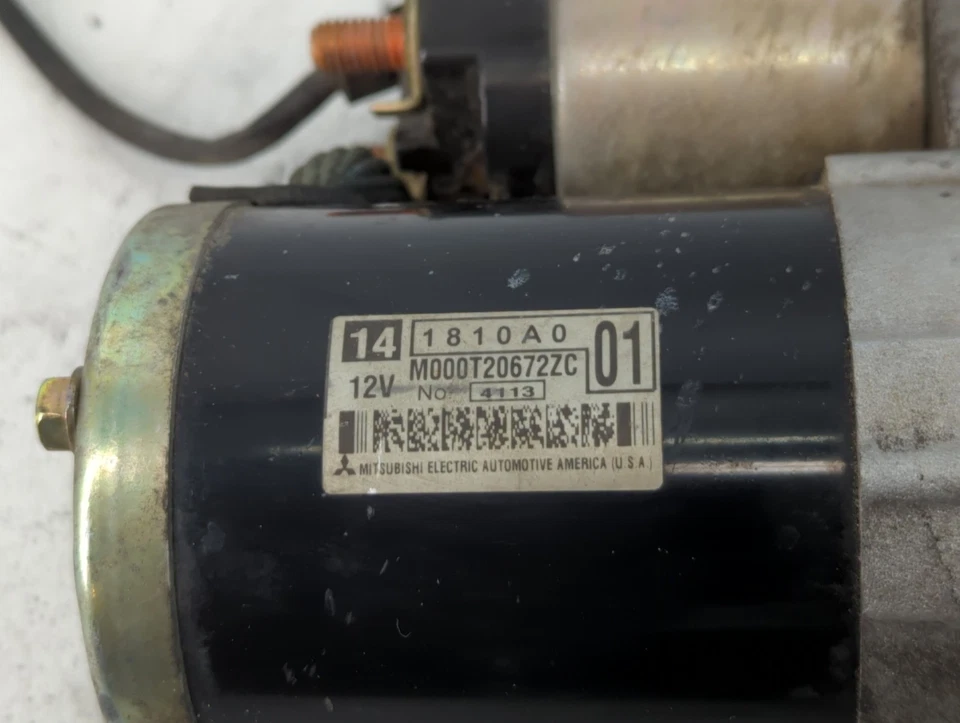 14 1810A0 01
M000T20672ZC
12V No. 4113
MITSUBISHI ELECTRIC AUTOMOTIVE AMERICA (U.S.A.)